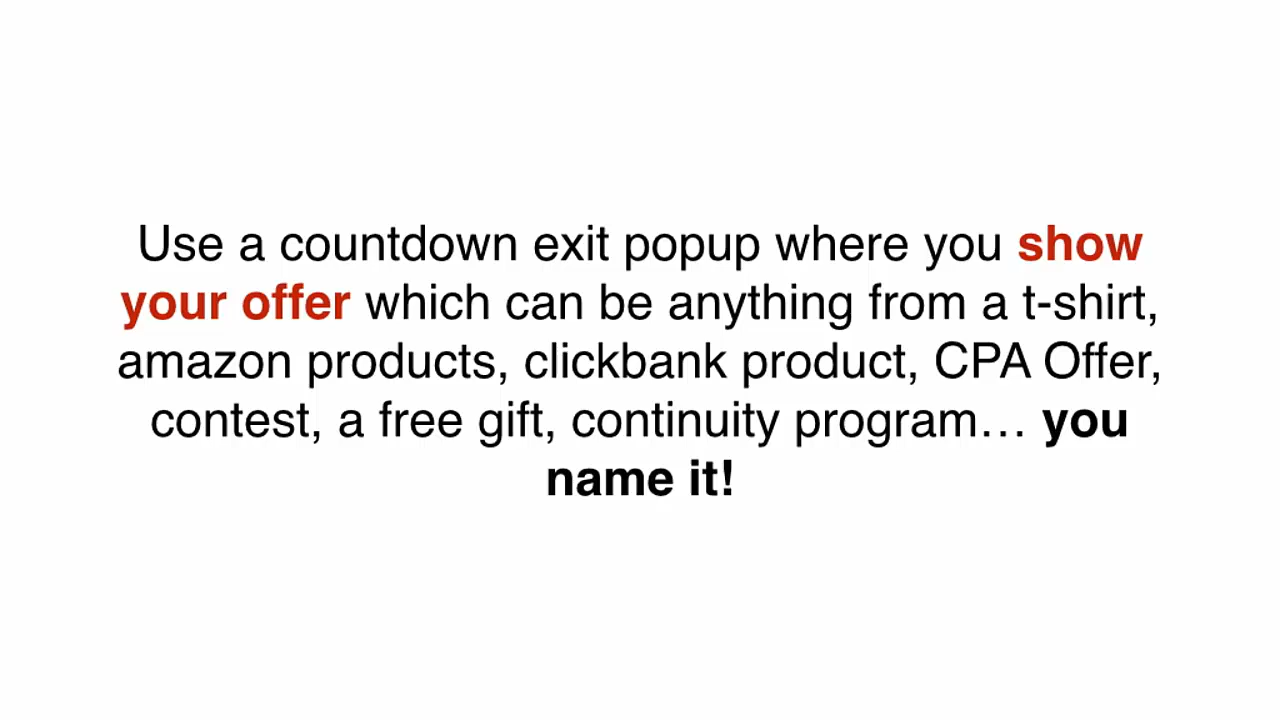 Use a countdown exit popup where you show
your offer which can be anything from a t-shirt,
amazon products, clickbank product, CPA Offer,
contest, a free gift, continuity program… you
name it!